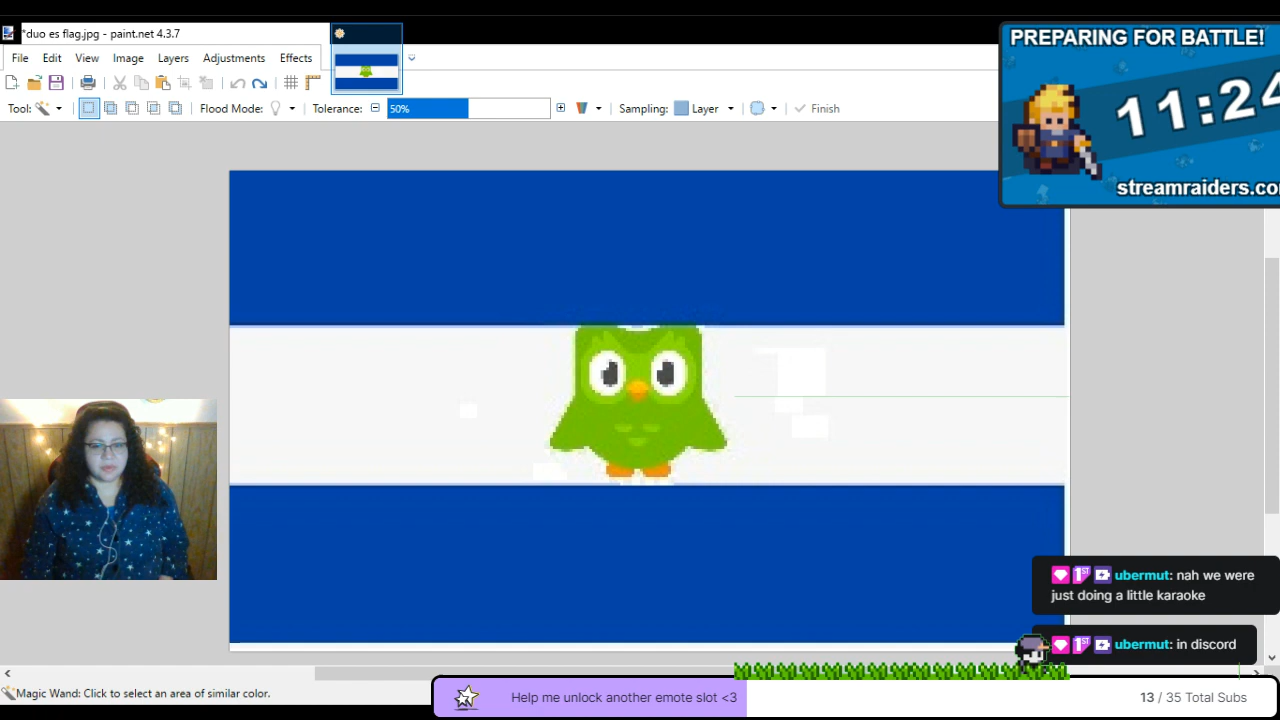 *duo es flag.jpg - paint.net 4.3.7
File Edit View Image Layers Adjustments Effects
Tool: Flood Mode: Tolerance: 50% Sampling: Layer Finish
PREPARING FOR BATTLE!
11:24
streamraiders.co
ubermut: nah we were
just doing a little karaoke
ubermut: in discord
Magic Wand: Click to select an area of similar color.
Help me unlock another emote slot <3
13 / 35 Total Subs